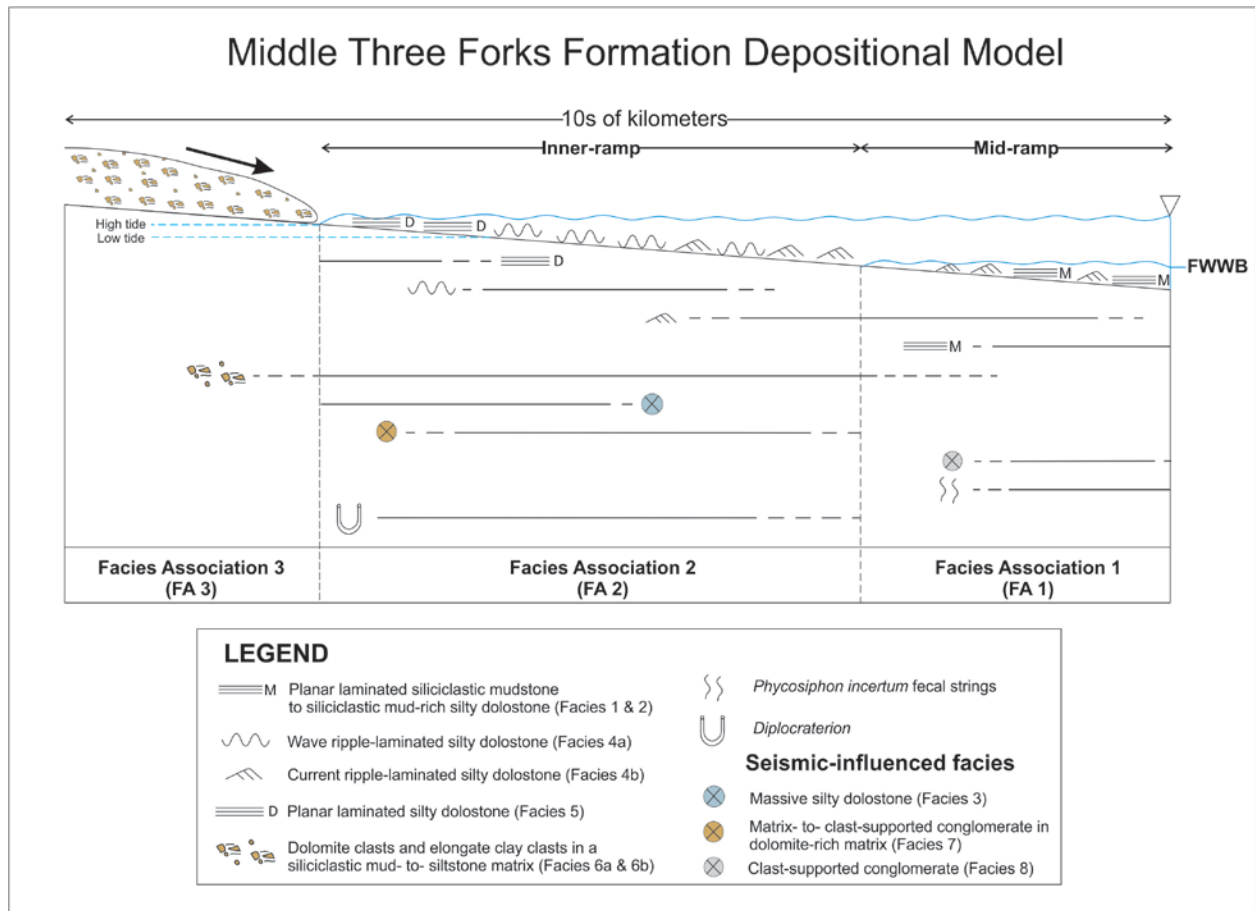 Middle Three Forks Formation Depositional Model
10s of kilometers
Inner-ramp
Mid-ramp
High tide
Low tide
D
D
D
M
M
FWWB
M
Facies Association 3
(FA 3)
Facies Association 2
(FA 2)
Facies Association 1
(FA 1)
LEGEND
M Planar laminated siliciclastic mudstone
to siliciclastic mud-rich silty dolostone (Facies 1 & 2)
Wave ripple-laminated silty dolostone (Facies 4a)
Current ripple-laminated silty dolostone (Facies 4b)
D Planar laminated silty dolostone (Facies 5)
Dolomite clasts and elongate clay clasts in a
siliciclastic mud- to- siltstone matrix (Facies 6a & 6b)
Phycosiphon incertum fecal strings
Diplocraterion
Seismic-influenced facies
Massive silty dolostone (Facies 3)
Matrix- to- clast-supported conglomerate in
dolomite-rich matrix (Facies 7)
Clast-supported conglomerate (Facies 8)